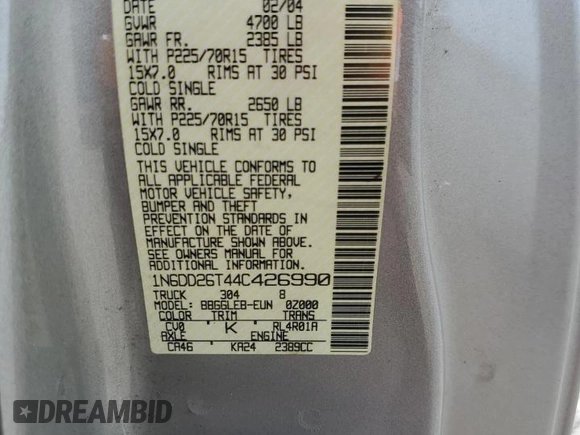 DATE 02/04
GVWR 4700 LB
GAWR FR. 2385 LB
WITH P225/70R15 TIRES
15X7.0 RIMS AT 30 PSI
COLD SINGLE
GAWR RR. 2650 LB
WITH P225/70R15 TIRES
15X7.0 RIMS AT 30 PSI
COLD SINGLE
THIS VEHICLE CONFORMS TO
ALL APPLICABLE FEDERAL
MOTOR VEHICLE SAFETY,
BUMPER AND THEFT
PREVENTION STANDARDS IN
EFFECT ON THE DATE OF
MANUFACTURE SHOWN ABOVE.
SEE OWNERS MANUAL FOR
ADDITIONAL INFORMATION.
1N6DD26T44C426990
TRUCK 304 8
MODEL: BBGGLEB-EUN 0Z000
COLOR TRIM TRANS
CV0 K RL4R01A
AXLE ENGINE
CA46 KA24 2389CC
DREAMBID